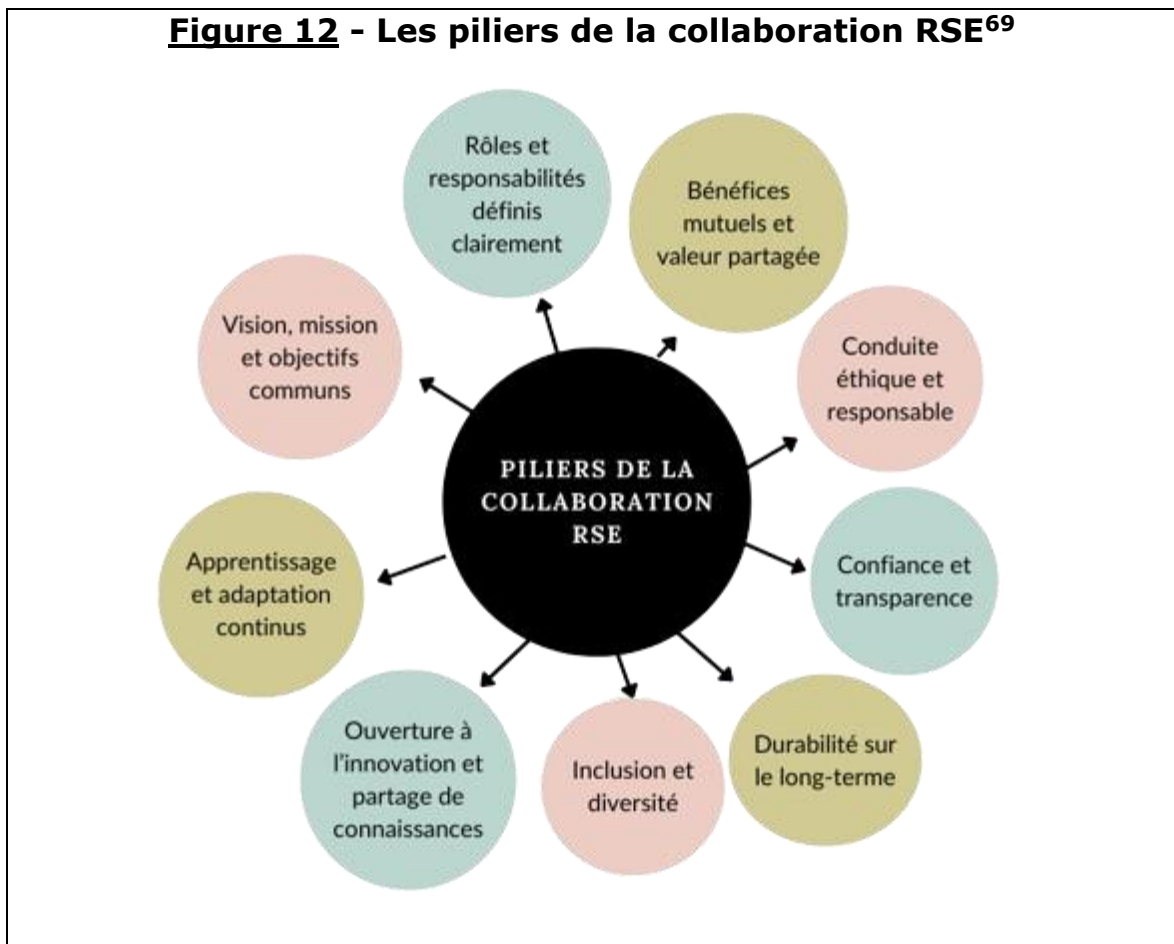 Figure 12 - Les piliers de la collaboration RSE69
Rôles et
responsabilités
définis
clairement
Bénéfices
mutuels et
valeur partagée
Conduite
éthique et
responsable
Confiance et
transparence
Durabilité sur
le long-terme
Inclusion et
diversité
Ouverture à
l'innovation et
partage de
connaissances
Apprentissage
et adaptation
continus
Vision, mission
et objectifs
communs
PILIERS DE LA
COLLABORATION
RSE